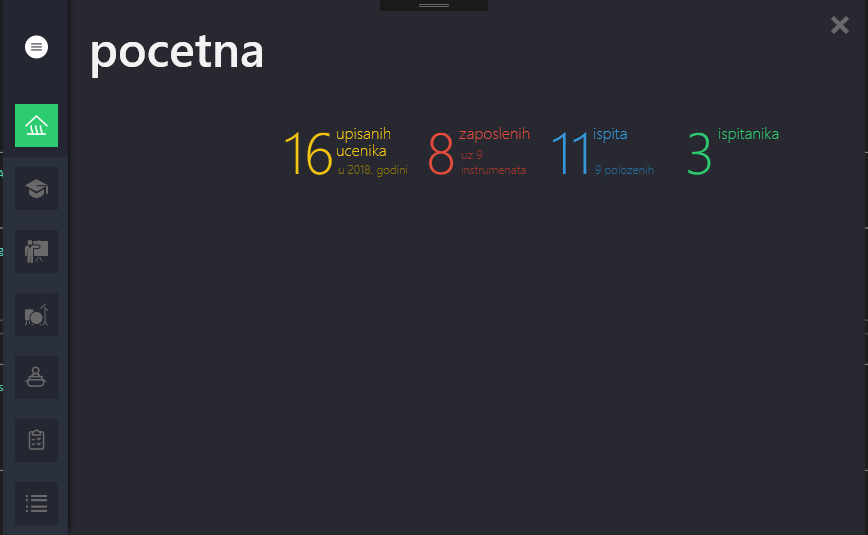 pocetna
16 upisanih
ucenika
u 2018. godini
8 zaposlenih
uz 9
instrumenata
11 ispita
9 polozenih
3 ispitanika